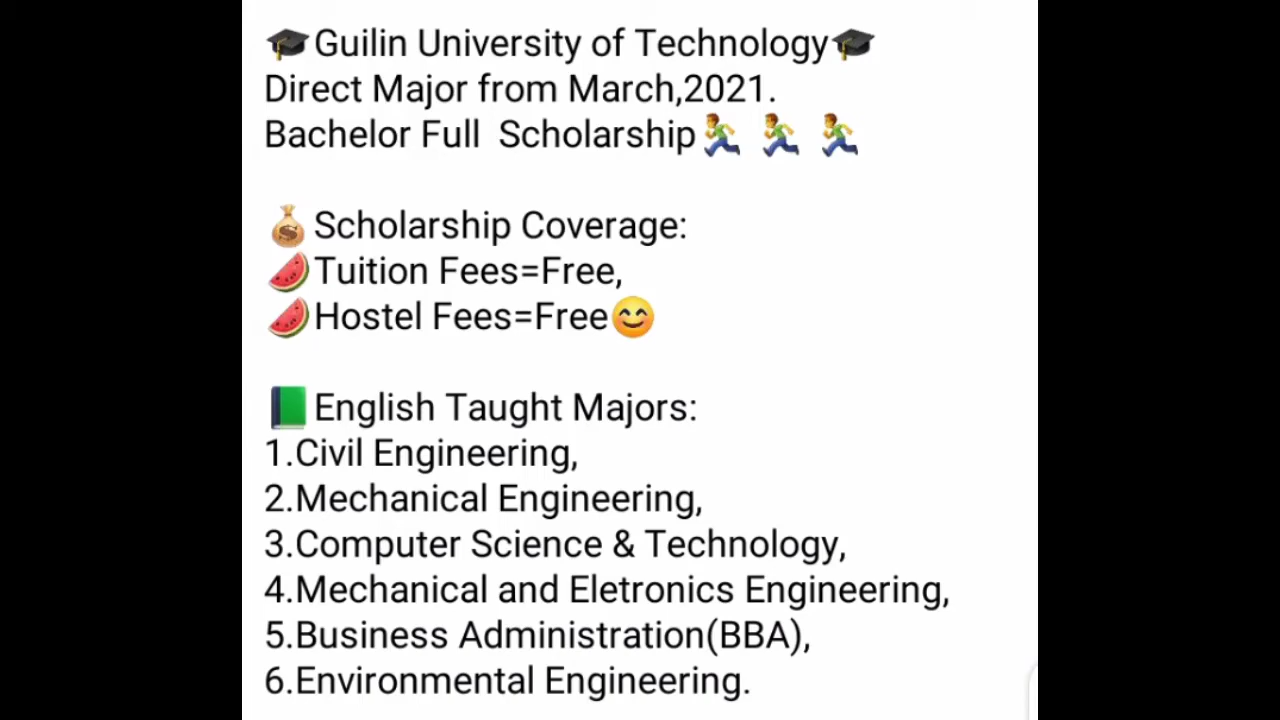 🎓Guilin University of Technology🎓
Direct Major from March,2021.
Bachelor Full  Scholarship🏃‍♂️ 🏃‍♂️ 🏃‍♂️
💰Scholarship Coverage:
🍉Tuition Fees=Free,
🍉Hostel Fees=Free😊
📗English Taught Majors:
1.Civil Engineering,
2.Mechanical Engineering,
3.Computer Science & Technology,
4.Mechanical and Eletronics Engineering,
5.Business Administration(BBA),
6.Environmental Engineering.